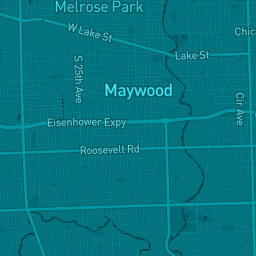 Melrose Park
W Lake St
Lake St
Chic
S 25th Ave
Maywood
Cir Ave
Eisenhower Expy
Roosevelt Rd